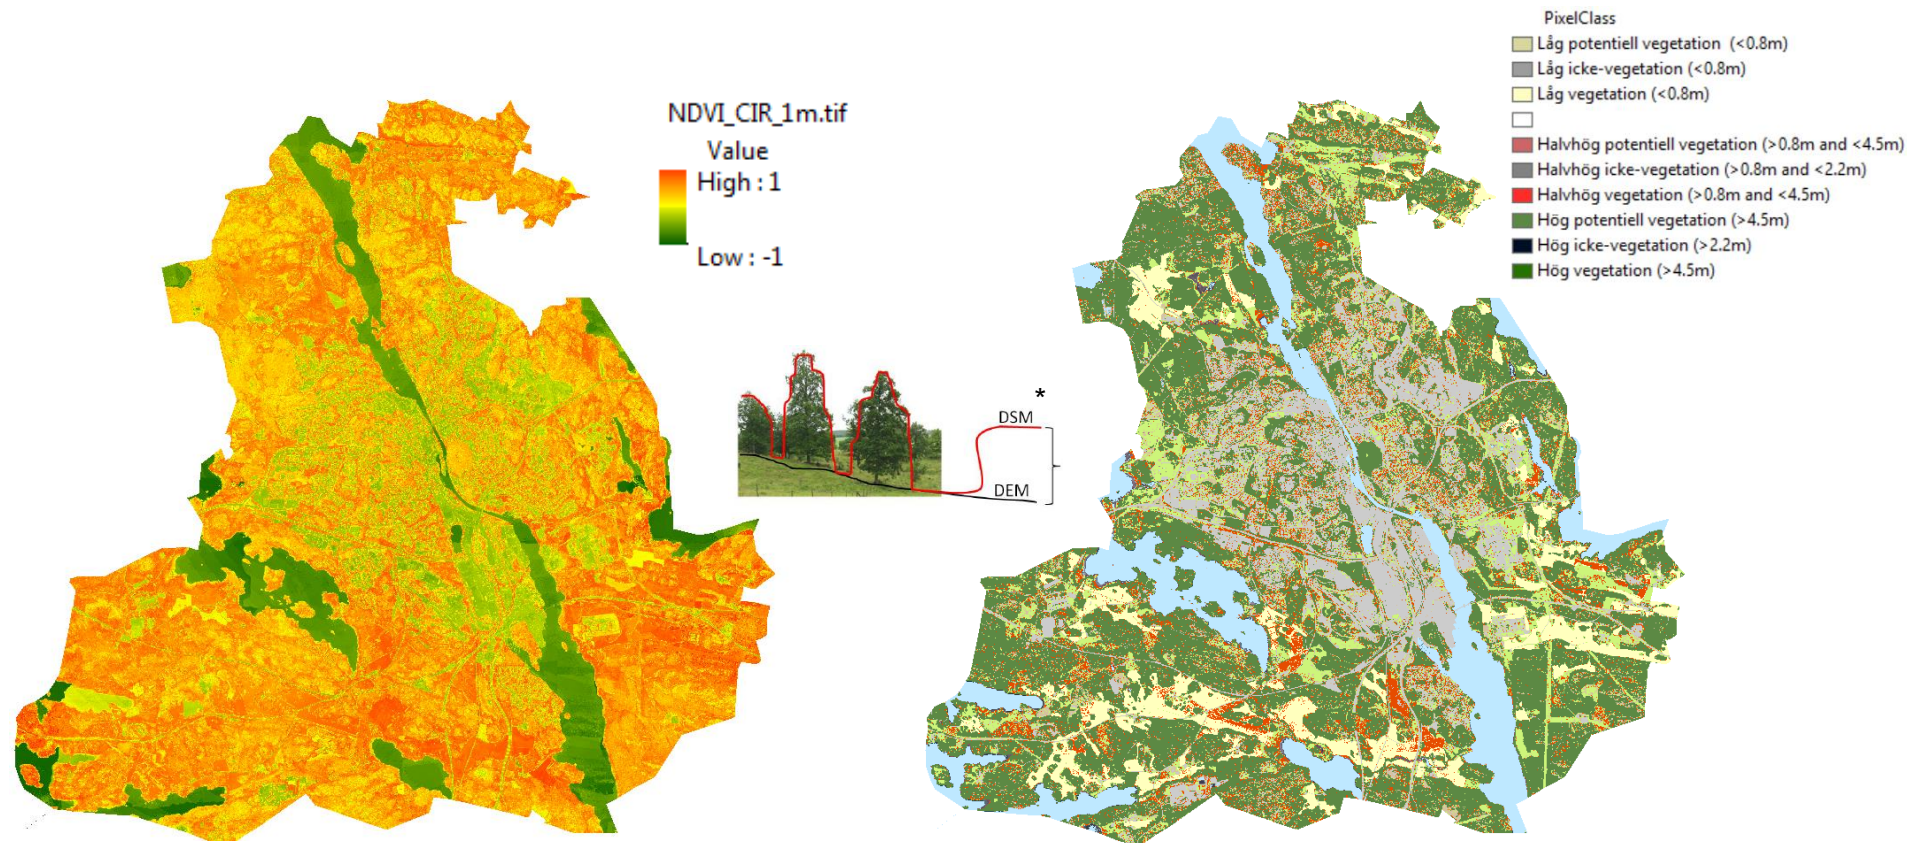 NDVI_CIR_1m.tif
Value
High : 1
Low : -1
*
DSM
DEM
PixelClass
Låg potentiell vegetation (<0.8m)
Låg icke-vegetation (<0.8m)
Låg vegetation (<0.8m)
Halvhög potentiell vegetation (>0.8m and <4.5m)
Halvhög icke-vegetation (>0.8m and <2.2m)
Halvhög vegetation (>0.8m and <4.5m)
Hög potentiell vegetation (>4.5m)
Hög icke-vegetation (>2.2m)
Hög vegetation (>4.5m)